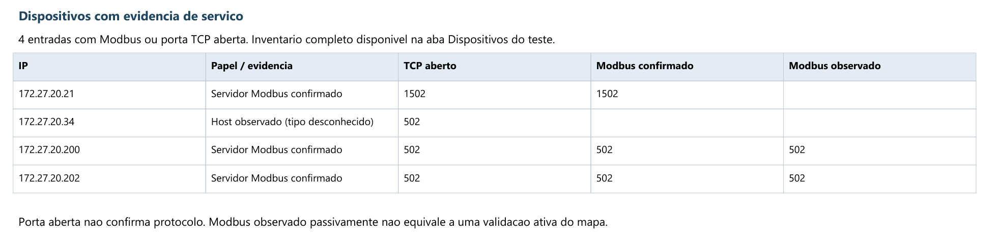 Dispositivos com evidencia de servico
4 entradas com Modbus ou porta TCP aberta. Inventario completo disponivel na aba Dispositivos do teste.
IP Papel / evidencia TCP aberto Modbus confirmado Modbus observado
172.27.20.21 Servidor Modbus confirmado 1502 1502
172.27.20.34 Host observado (tipo desconhecido) 502
172.27.20.200 Servidor Modbus confirmado 502 502 502
172.27.20.202 Servidor Modbus confirmado 502 502 502
Porta aberta nao confirma protocolo. Modbus observado passivamente nao equivale a uma validacao ativa do mapa.